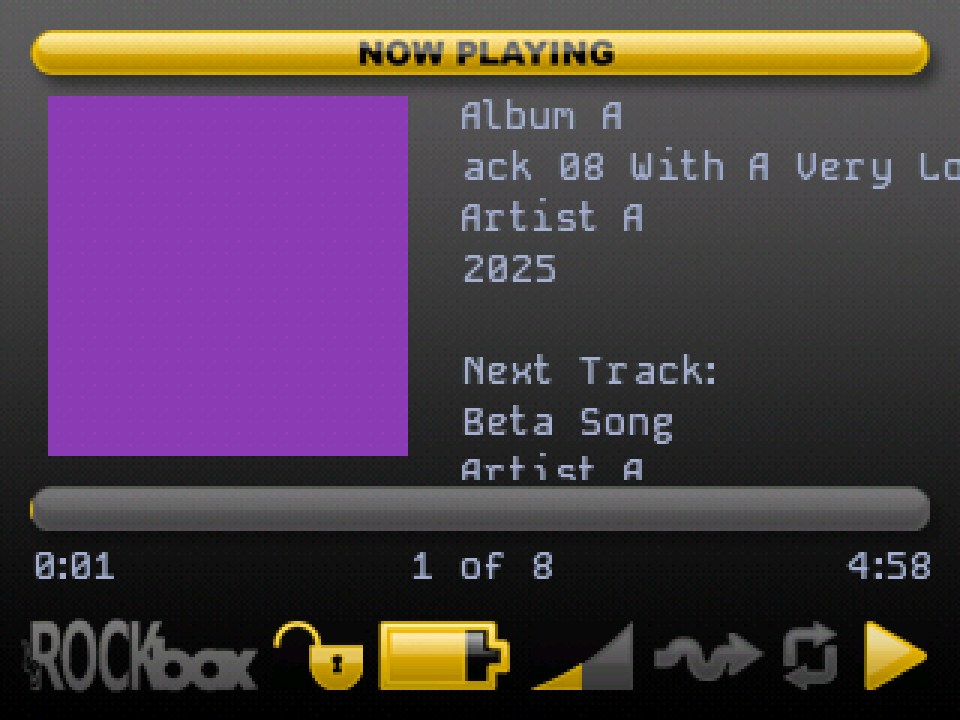 NOW PLAYING
Album A
ack 08 With A Very Lo
Artist A
2025
Next Track:
Beta Song
Artist A
0:01
1 of 8
4:58
ROCKbox